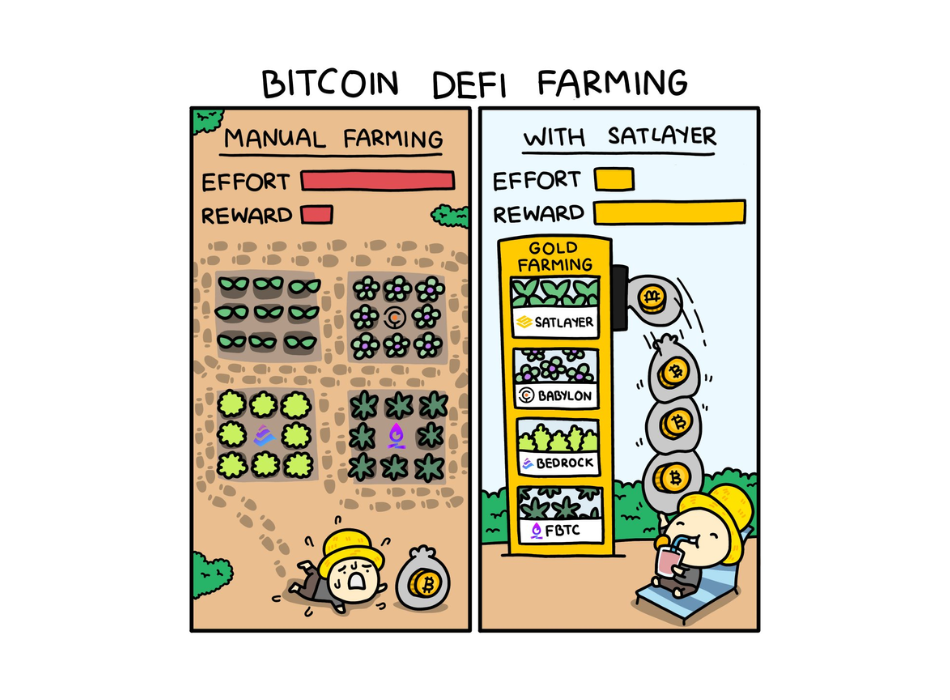 BITCOIN DEFI FARMING
MANUAL FARMING
EFFORT
REWARD
WITH SATLAYER
EFFORT
REWARD
GOLD
FARMING
SATLAYER
BABYLON
BEDROCK
FBTC